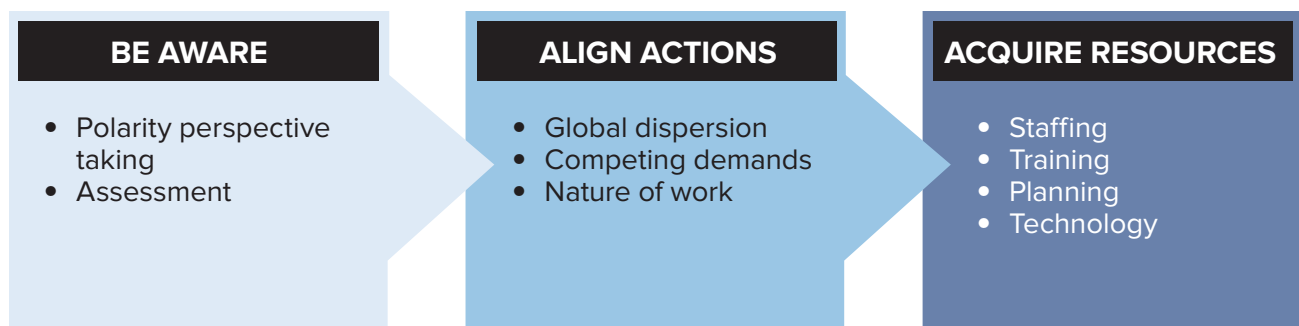 BE AWARE
• Polarity perspective
taking
• Assessment
ALIGN ACTIONS
• Global dispersion
• Competing demands
• Nature of work
ACQUIRE RESOURCES
• Staffing
• Training
• Planning
• Technology